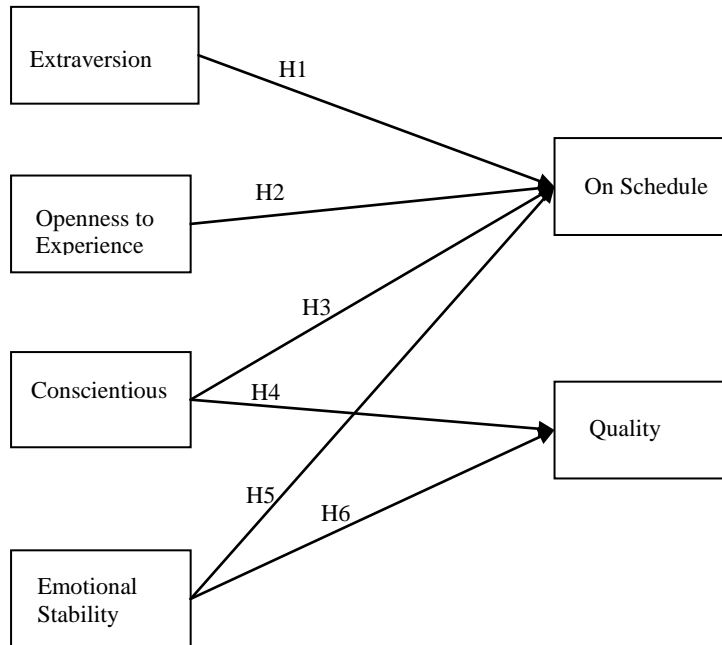 Extraversion
H1
On Schedule
Openness to
Experience
H2
H3
Conscientious
H4
Quality
H5
H6
Emotional
Stability